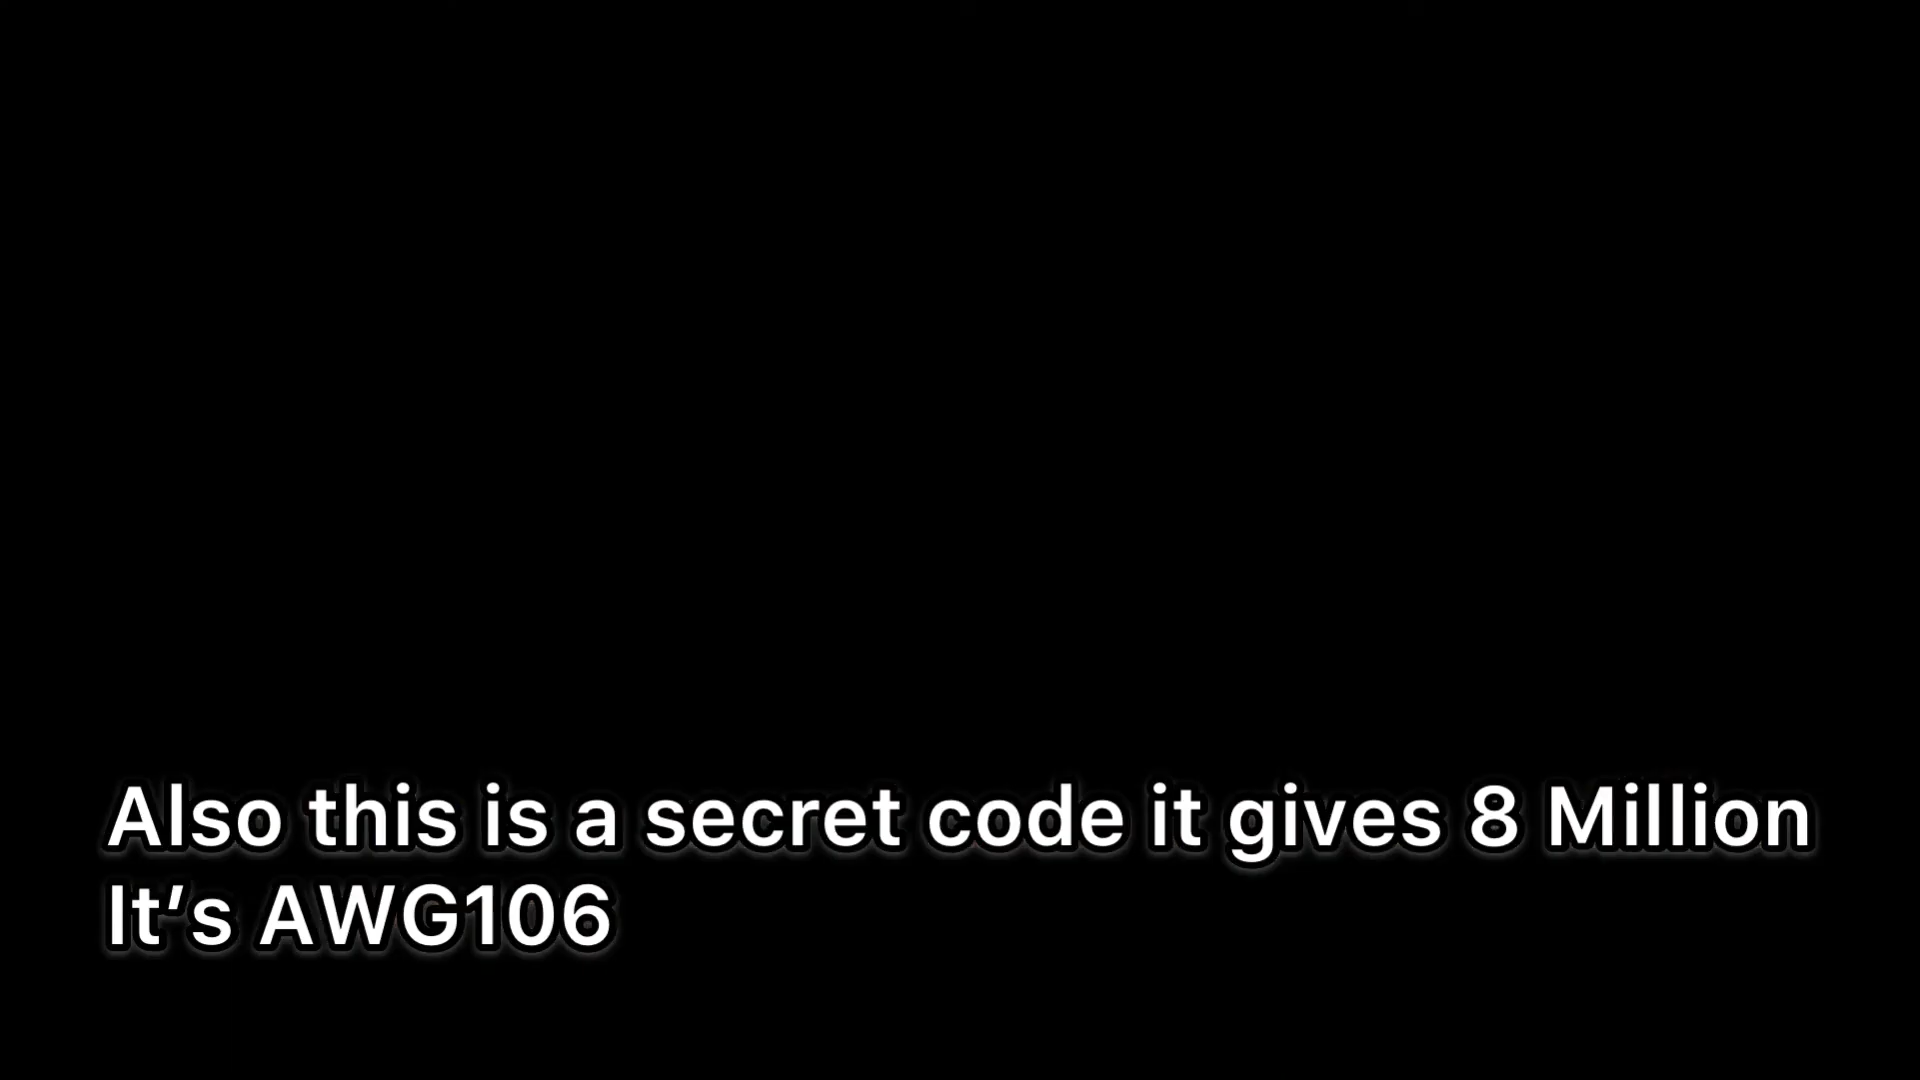 Also this is a secret code it gives 8 Million
It’s AWG106